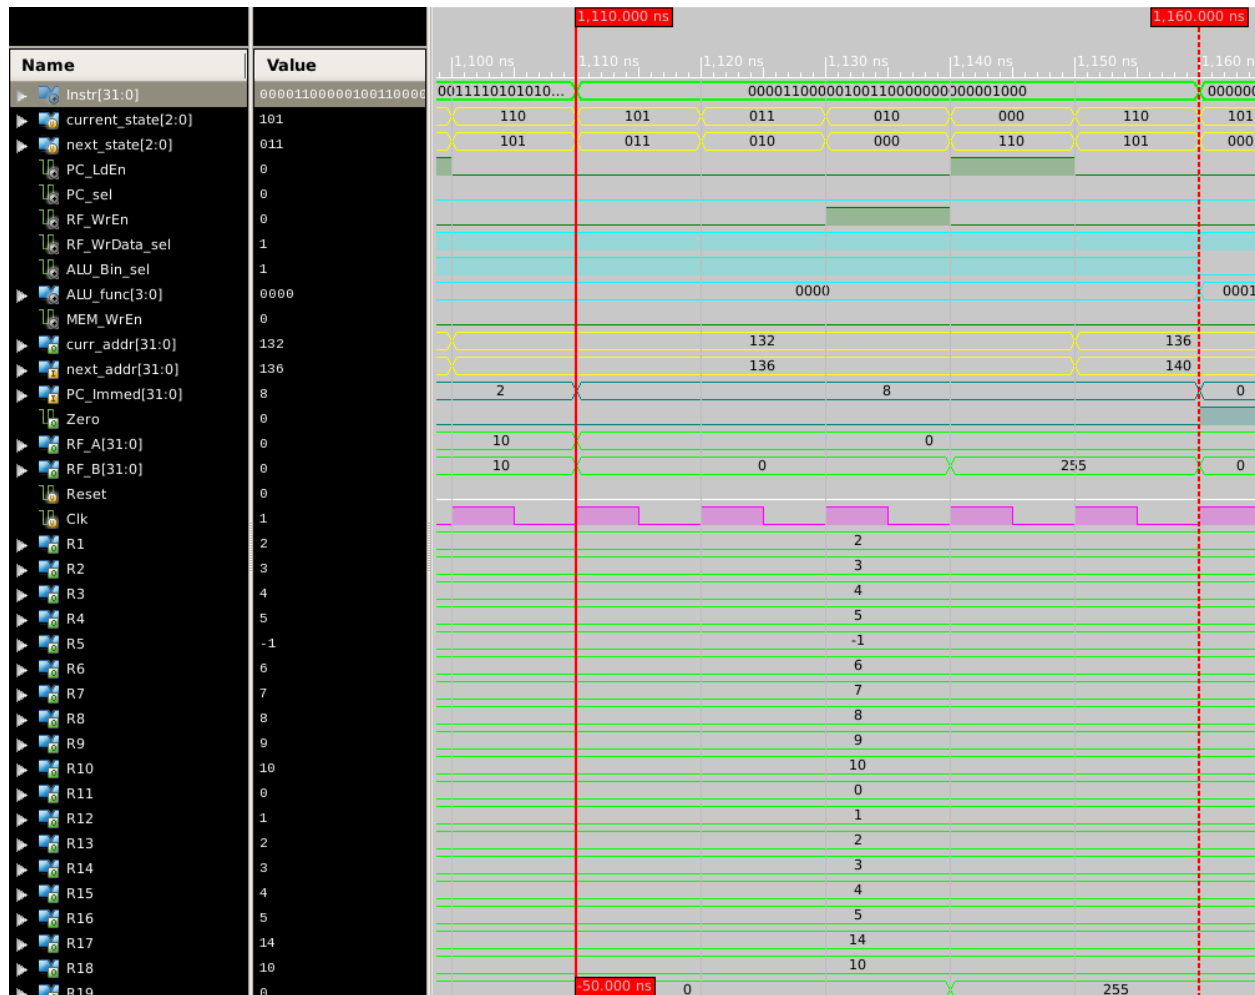 1,110.000 ns 1,160.000 ns
Name Value 1,100 ns 1,110 ns 1,120 ns 1,130 ns 1,140 ns 1,150 ns 1,160 n
Instr[31:0] 00001100000100110000 00111110101010... 00001100000100110000000000001000 000000
current_state[2:0] 101 110 101 011 010 000 110 101
next_state[2:0] 011 101 011 010 000 110 101 000
PC_LdEn 0
PC_sel 0
RF_WrEn 0
RF_WrData_sel 1
ALU_Bin_sel 1
ALU_func[3:0] 0000 0000 0001
MEM_WrEn 0
curr_addr[31:0] 132 132 136
next_addr[31:0] 136 136 140
PC_Immed[31:0] 8 2 8 0
Zero 0
RF_A[31:0] 0 10 0
RF_B[31:0] 0 10 0 255 0
Reset 0
Clk 1
R1 2 2
R2 3 3
R3 4 4
R4 5 5
R5 -1 -1
R6 6 6
R7 7 7
R8 8 8
R9 9 9
R10 10 10
R11 0 0
R12 1 1
R13 2 2
R14 3 3
R15 4 4
R16 5 5
R17 14 14
R18 10 10
R19 0 -50.000 ns 0 255